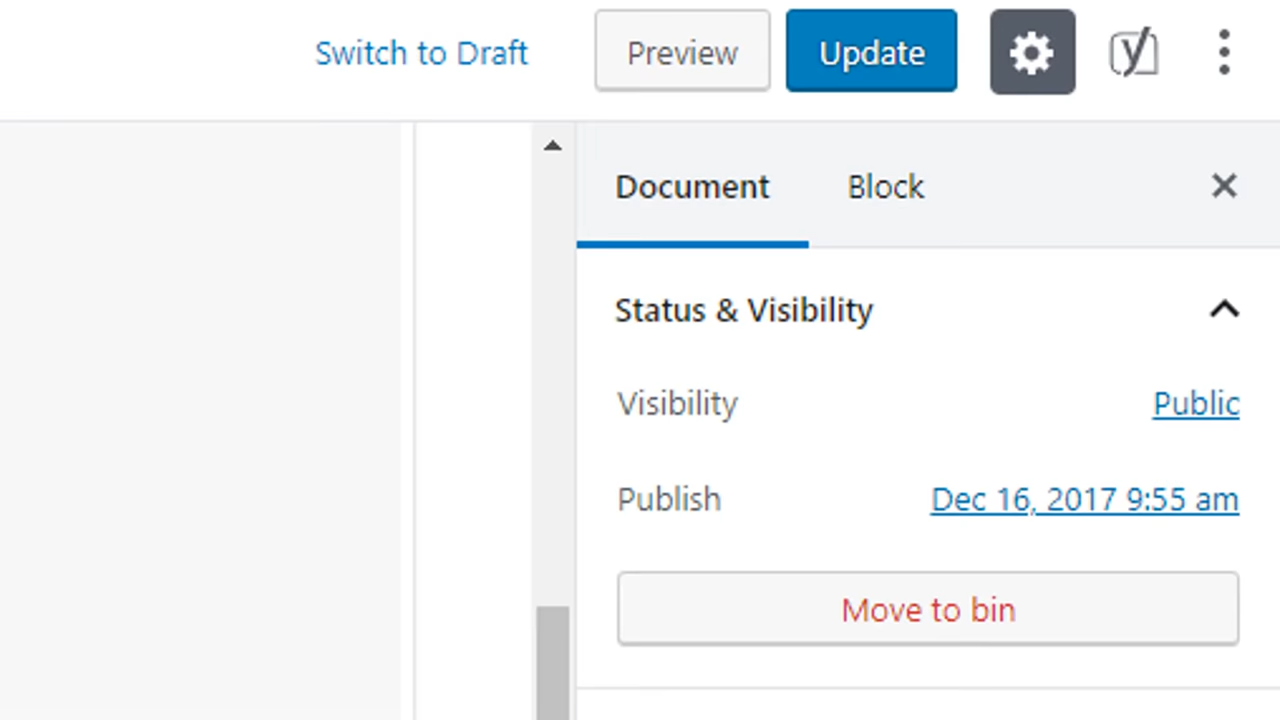 Switch to Draft Preview Update
Document Block
Status & Visibility
Visibility Public
Publish Dec 16, 2017 9:55 am
Move to bin